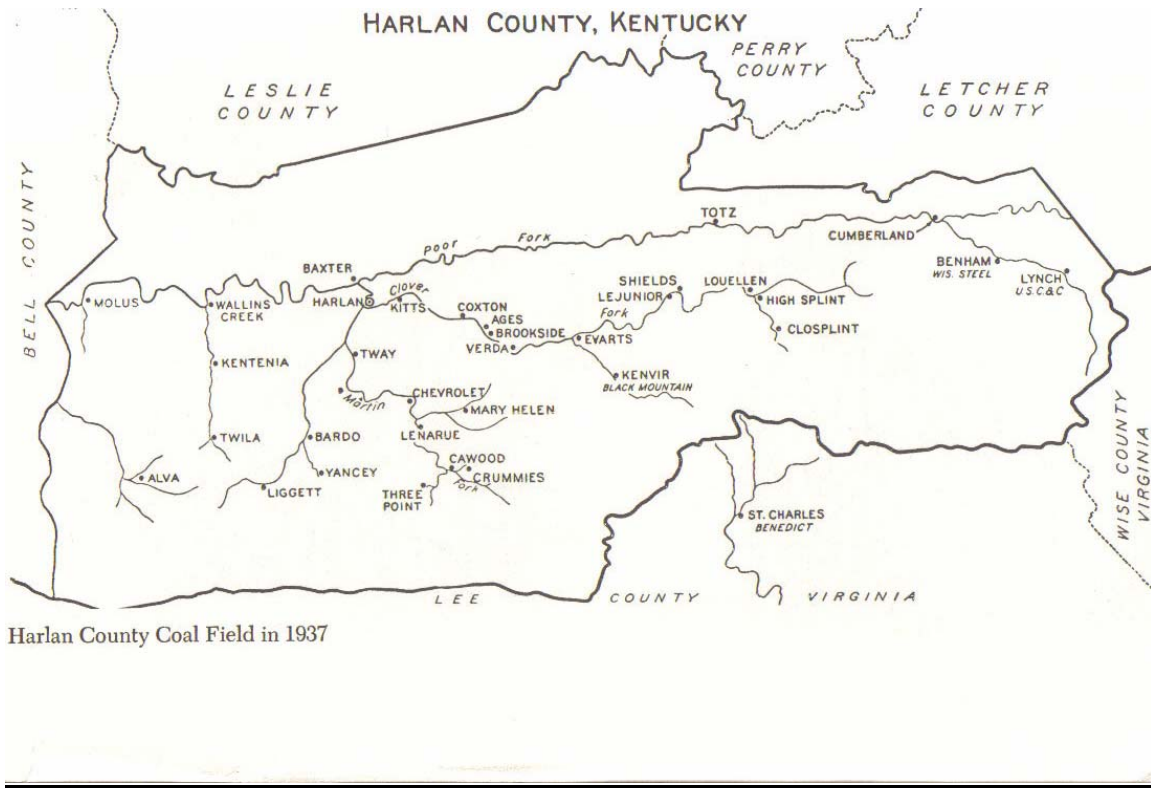 HARLAN COUNTY, KENTUCKY
PERRY
COUNTY
LESLIE
COUNTY
LETCHER
COUNTY
BELL COUNTY
TOTZ
Poor Fork
CUMBERLAND
BAXTER
BENHAM
WIS. STEEL
LYNCH
U.S.C.&C
SHIELDS
LOUELLEN
MOLUS
WALLINS
CREEK
HARLAN
Clover
KITTS
LEJUNIOR
HIGH SPLINT
COXTON
AGES
Fork
BROOKSIDE
CLOSPLINT
VERDA
EVARTS
TWAY
KENTENIA
KENVIR
BLACK MOUNTAIN
Martin
CHEVROLET
MARY HELEN
LENARUE
TWILA
BARDO
CAWOOD
YANCEY
CRUMMIES
Fork
ALVA
LIGGETT
THREE
POINT
ST. CHARLES
BENEDICT
WISE COUNTY
VIRGINIA
LEE COUNTY VIRGINIA
Harlan County Coal Field in 1937